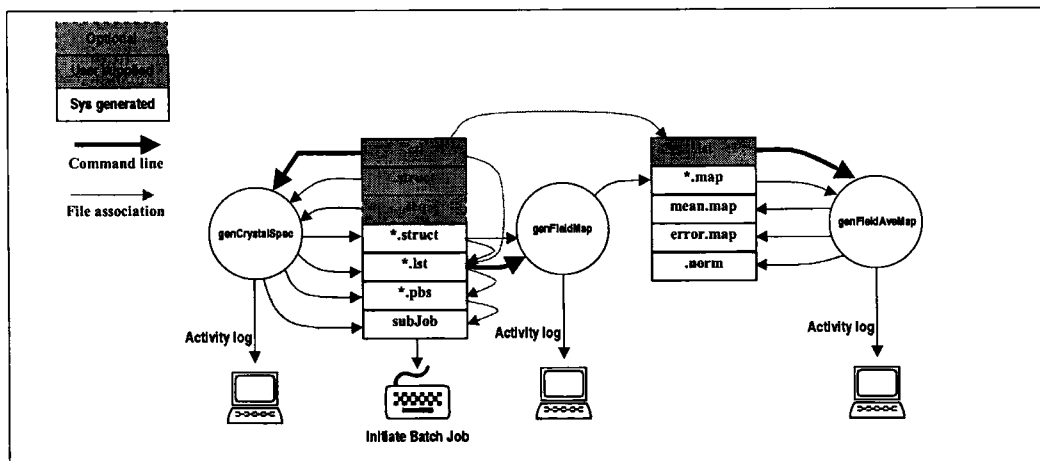 Optional
User supplied
Sys generated
Command line
File association
genCrystalSpec
*.struct
*.struct
*.lst
*.pbs
subJob
genFieldMap
*.map
mean.map
error.map
.norm
genFieldAveMap
Activity log
Activity log
Activity log
Initiate Batch Job